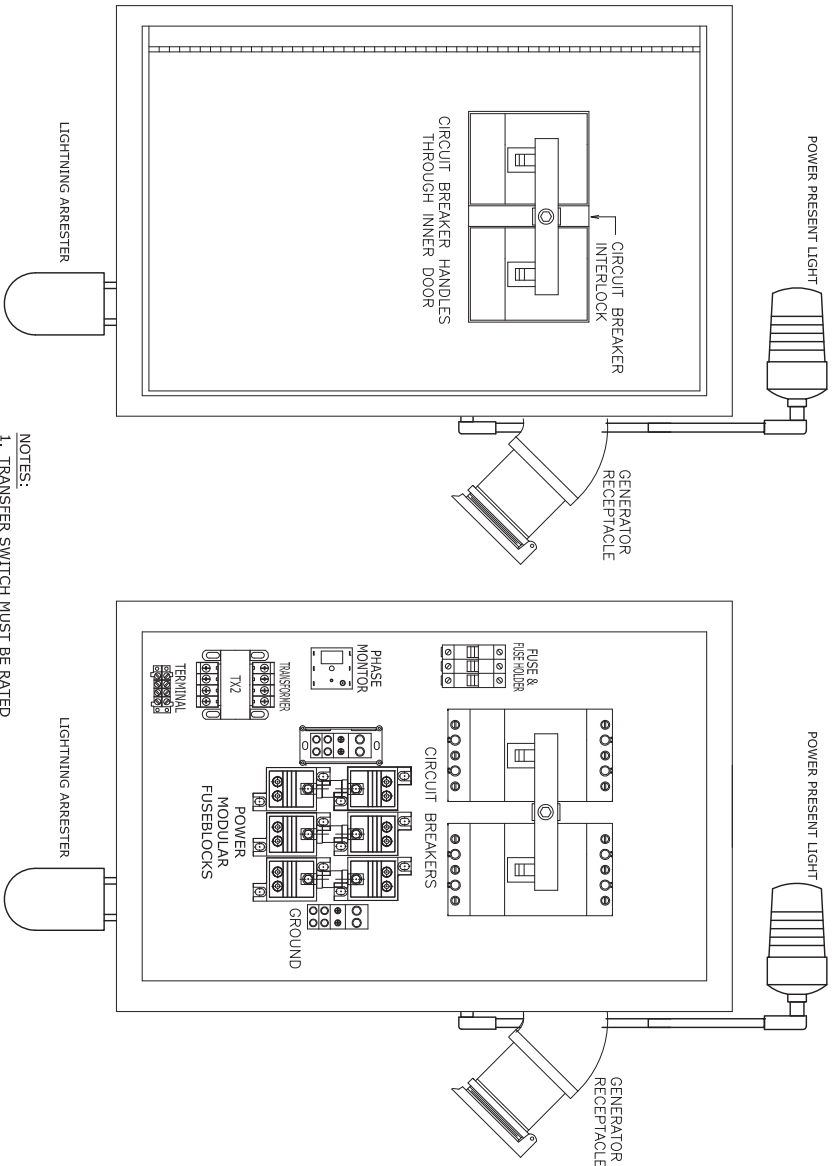 POWER PRESENT LIGHT
CIRCUIT BREAKER
INTERLOCK
CIRCUIT BREAKER HANDLES
THROUGH INNER DOOR
GENERATOR
RECEPTACLE
LIGHTNING ARRESTER
POWER PRESENT LIGHT
FUSE &
FUSE HOLDER
CIRCUIT BREAKERS
PHASE
MONTOR
TRANSFORMER
TX2
TERMINAL
POWER
MODULAR
FUSEBLOCKS
GROUND
GENERATOR
RECEPTACLE
LIGHTNING ARRESTER
NOTES:
1. TRANSFER SWITCH MUST BE RATED